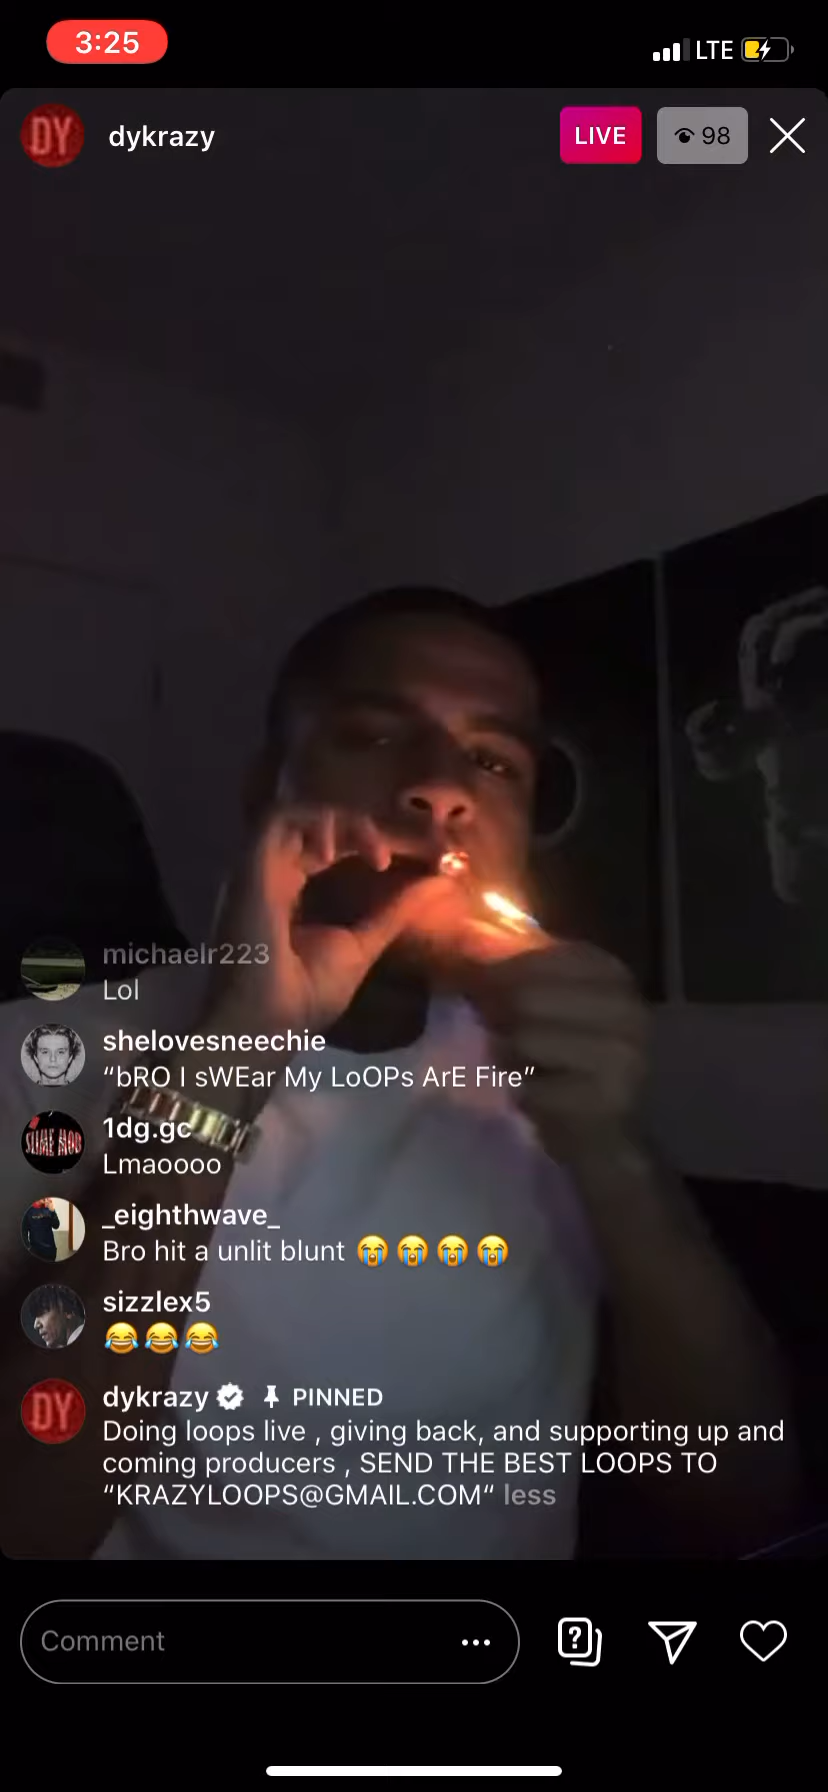 3:25
LTE
DY
dykrazy
LIVE
98
michaelr223
Lol
shelovesneechie
“bRO I sWEar My LoOPs ArE Fire”
SLIME MOB
1dg.gc
Lmaoooo
_eighthwave_
Bro hit a unlit blunt 😭😭😭😭
sizzlex5
😂😂😂
DY
dykrazy PINNED
Doing loops live , giving back, and supporting up and
coming producers , SEND THE BEST LOOPS TO
“KRAZYLOOPS@GMAIL.COM“ less
Comment